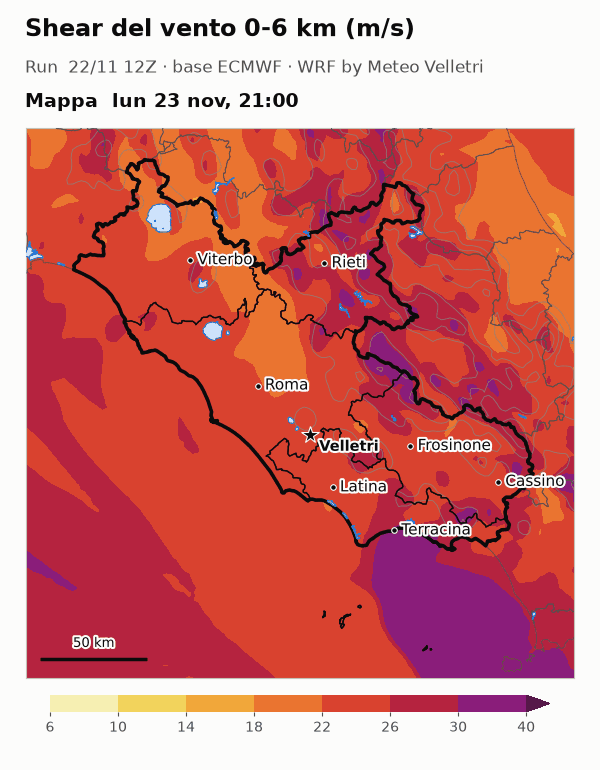 Shear del vento 0-6 km (m/s)
Run  22/11 12Z · base ECMWF · WRF by Meteo Velletri
Mappa  lun 23 nov, 21:00
Viterbo
Rieti
Roma
Velletri
Frosinone
Cassino
Latina
Terracina
50 km
6 10 14 18 22 26 30 40